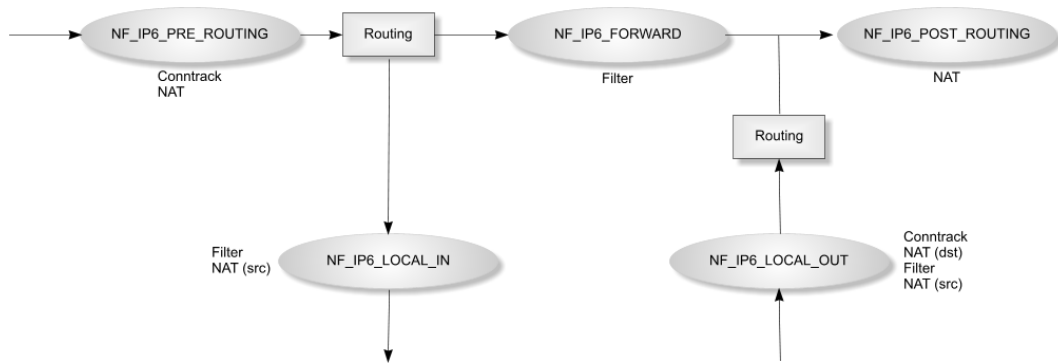 NF_IP6_PRE_ROUTING
Routing
NF_IP6_FORWARD
NF_IP6_POST_ROUTING
Conntrack
NAT
Filter
NAT
Routing
Filter
NAT (src)
NF_IP6_LOCAL_IN
NF_IP6_LOCAL_OUT
Conntrack
NAT (dst)
Filter
NAT (src)